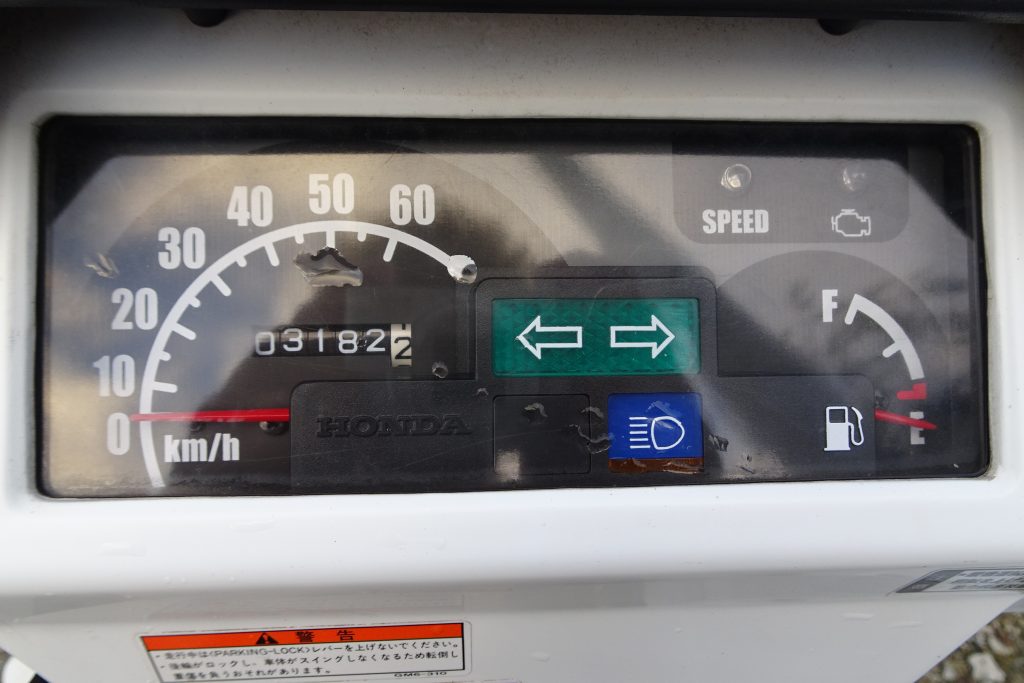 0
10
20
30
40
50
60
km/h
031822
HONDA
SPEED
F
E
警告
・走行中は〈PARKING-LOCK〉レバーを上げないでください。
・後輪がロックし、車体がスイングしなくなるため転倒し
重傷を負うおそれがあります。
GM6-310